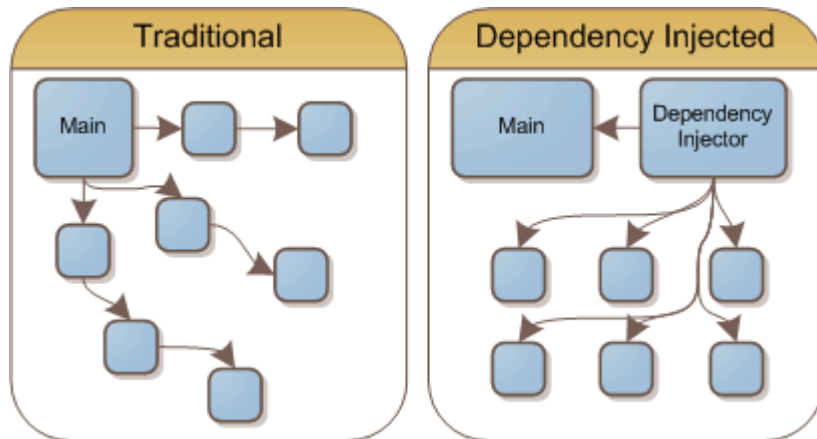 Traditional
Main
Dependency Injected
Main
Dependency
Injector